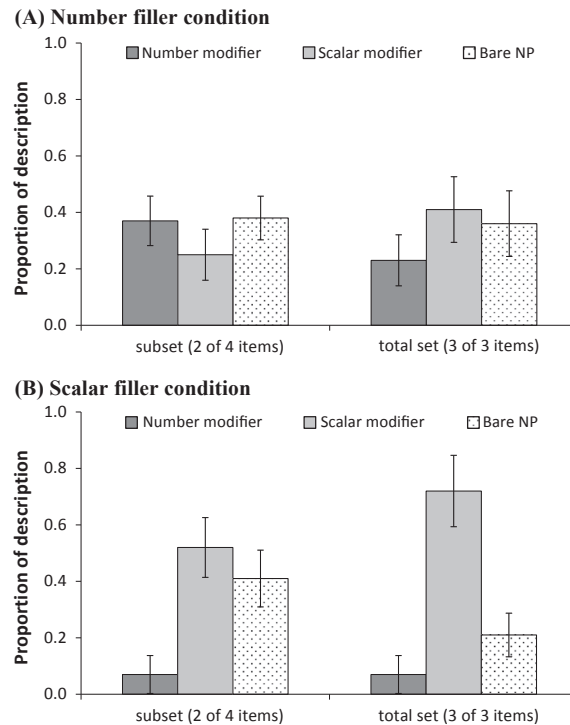 (A) Number filler condition
1.0
Number modifier Scalar modifier Bare NP
0.8
0.6
0.4
0.2
0.0
Proportion of description
subset (2 of 4 items) total set (3 of 3 items)
(B) Scalar filler condition
1.0
Number modifier Scalar modifier Bare NP
0.8
0.6
0.4
0.2
0.0
Proportion of description
subset (2 of 4 items) total set (3 of 3 items)